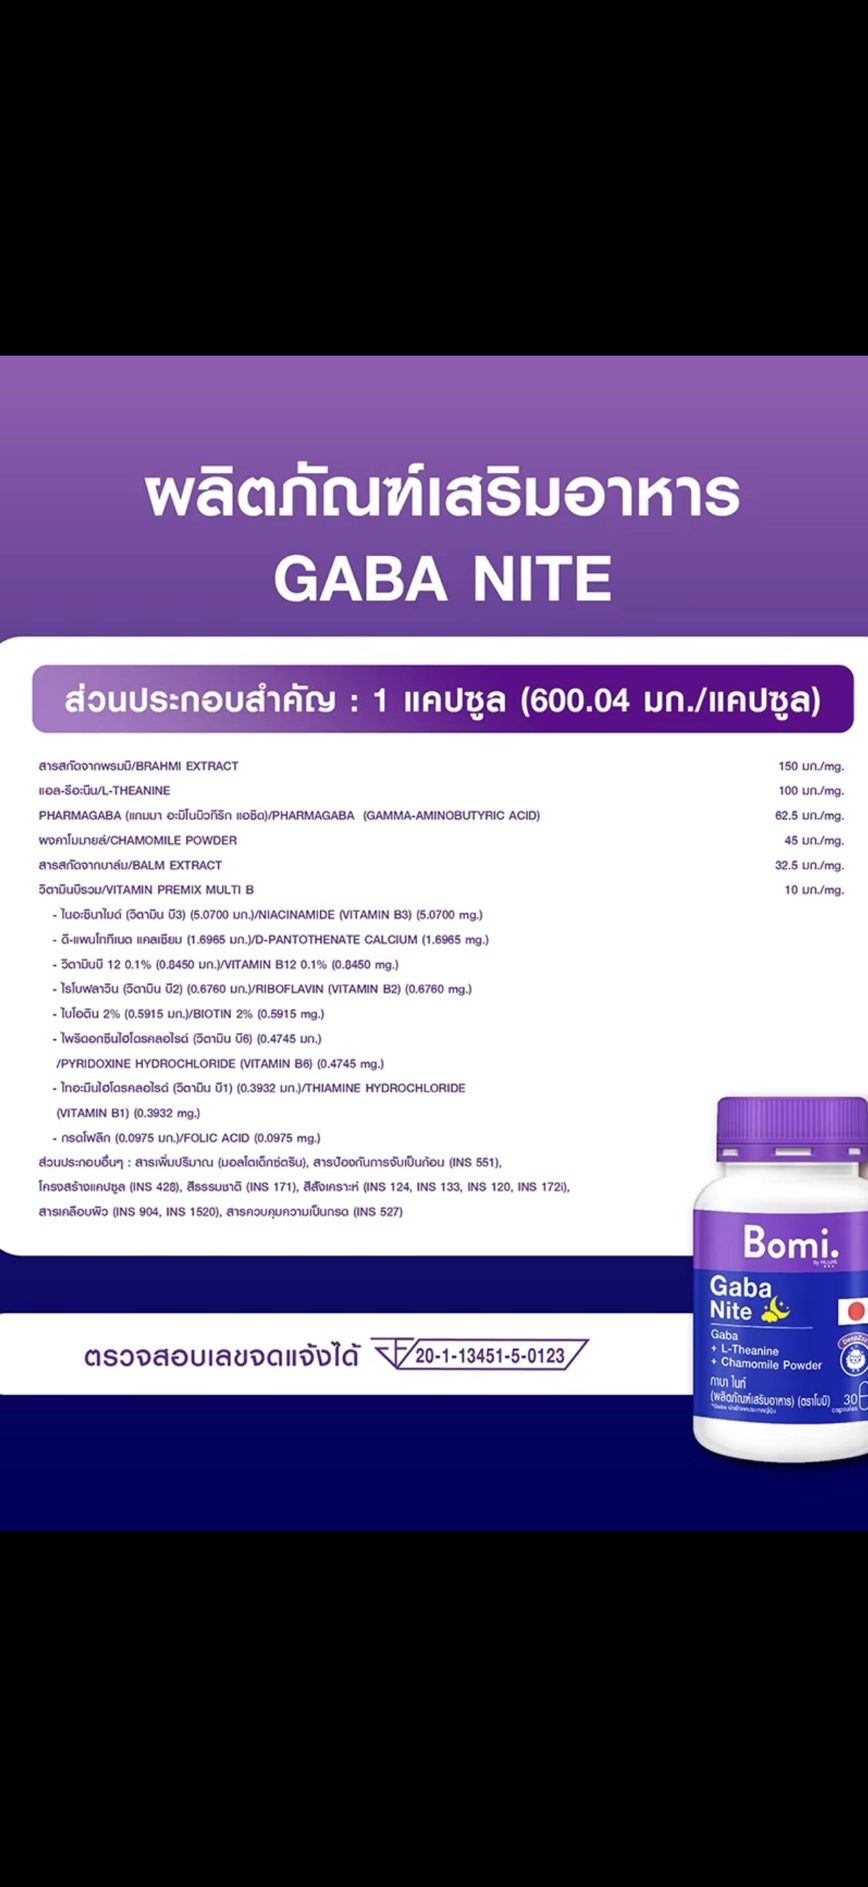 ผลิตภัณฑ์เสริมอาหาร
GABA NITE
ส่วนประกอบสำคัญ : 1 แคปซูล (600.04 มก./แคปซูล)
สารสกัดจากพรมมิ/BRAHMI EXTRACT 150 มก./mg.
แอล-ธีอะนีน/L-THEANINE 100 มก./mg.
PHARMAGABA (แกมมา อะมิโนบิวทีริก แอซิด)/PHARMAGABA (GAMMA-AMINOBUTYRIC ACID) 62.5 มก./mg.
ผงคาโมมายล์/CHAMOMILE POWDER 45 มก./mg.
สารสกัดจากบาล์ม/BALM EXTRACT 32.5 มก./mg.
วิตามินบีรวม/VITAMIN PREMIX MULTI B 10 มก./mg.
- ไนอะซินาไมด์ (วิตามิน บี3) (5.0700 มก.)/NIACINAMIDE (VITAMIN B3) (5.0700 mg.)
- ดี-แพนโททีเนต แคลเซียม (1.6965 มก.)/D-PANTOTHENATE CALCIUM (1.6965 mg.)
- วิตามินบี 12 0.1% (0.8450 มก.)/VITAMIN B12 0.1% (0.8450 mg.)
- ไรโบฟลาวิน (วิตามิน บี2) (0.6760 มก.)/RIBOFLAVIN (VITAMIN B2) (0.6760 mg.)
- ไบโอติน 2% (0.5915 มก.)/BIOTIN 2% (0.5915 mg.)
- ไพริดอกซีนไฮโดรคลอไรด์ (วิตามิน บี6) (0.4745 มก.)
/PYRIDOXINE HYDROCHLORIDE (VITAMIN B6) (0.4745 mg.)
- ไทอะมีนไฮโดรคลอไรด์ (วิตามิน บี1) (0.3932 มก.)/THIAMINE HYDROCHLORIDE
(VITAMIN B1) (0.3932 mg.)
- กรดโฟลิก (0.0975 มก.)/FOLIC ACID (0.0975 mg.)
ส่วนประกอบอื่นๆ : สารเพิ่มปริมาณ (มอลโตเด็กซ์ตริน), สารป้องกันการจับเป็นก้อน (INS 551),
โครงสร้างแคปซูล (INS 428), สีธรรมชาติ (INS 171), สีสังเคราะห์ (INS 124, INS 133, INS 120, INS 172i),
สารเคลือบผิว (INS 904, INS 1520), สารควบคุมความเป็นกรด (INS 527)
ตรวจสอบเลขจดแจ้งได้ 20-1-13451-5-0123
Bomi.
Gaba
Nite
Gaba
+ L-Theanine
+ Chamomile Powder
กาบา ไนท์
(ผลิตภัณฑ์เสริมอาหาร) (ตราโบมิ)
DeepZzz
30
capsules